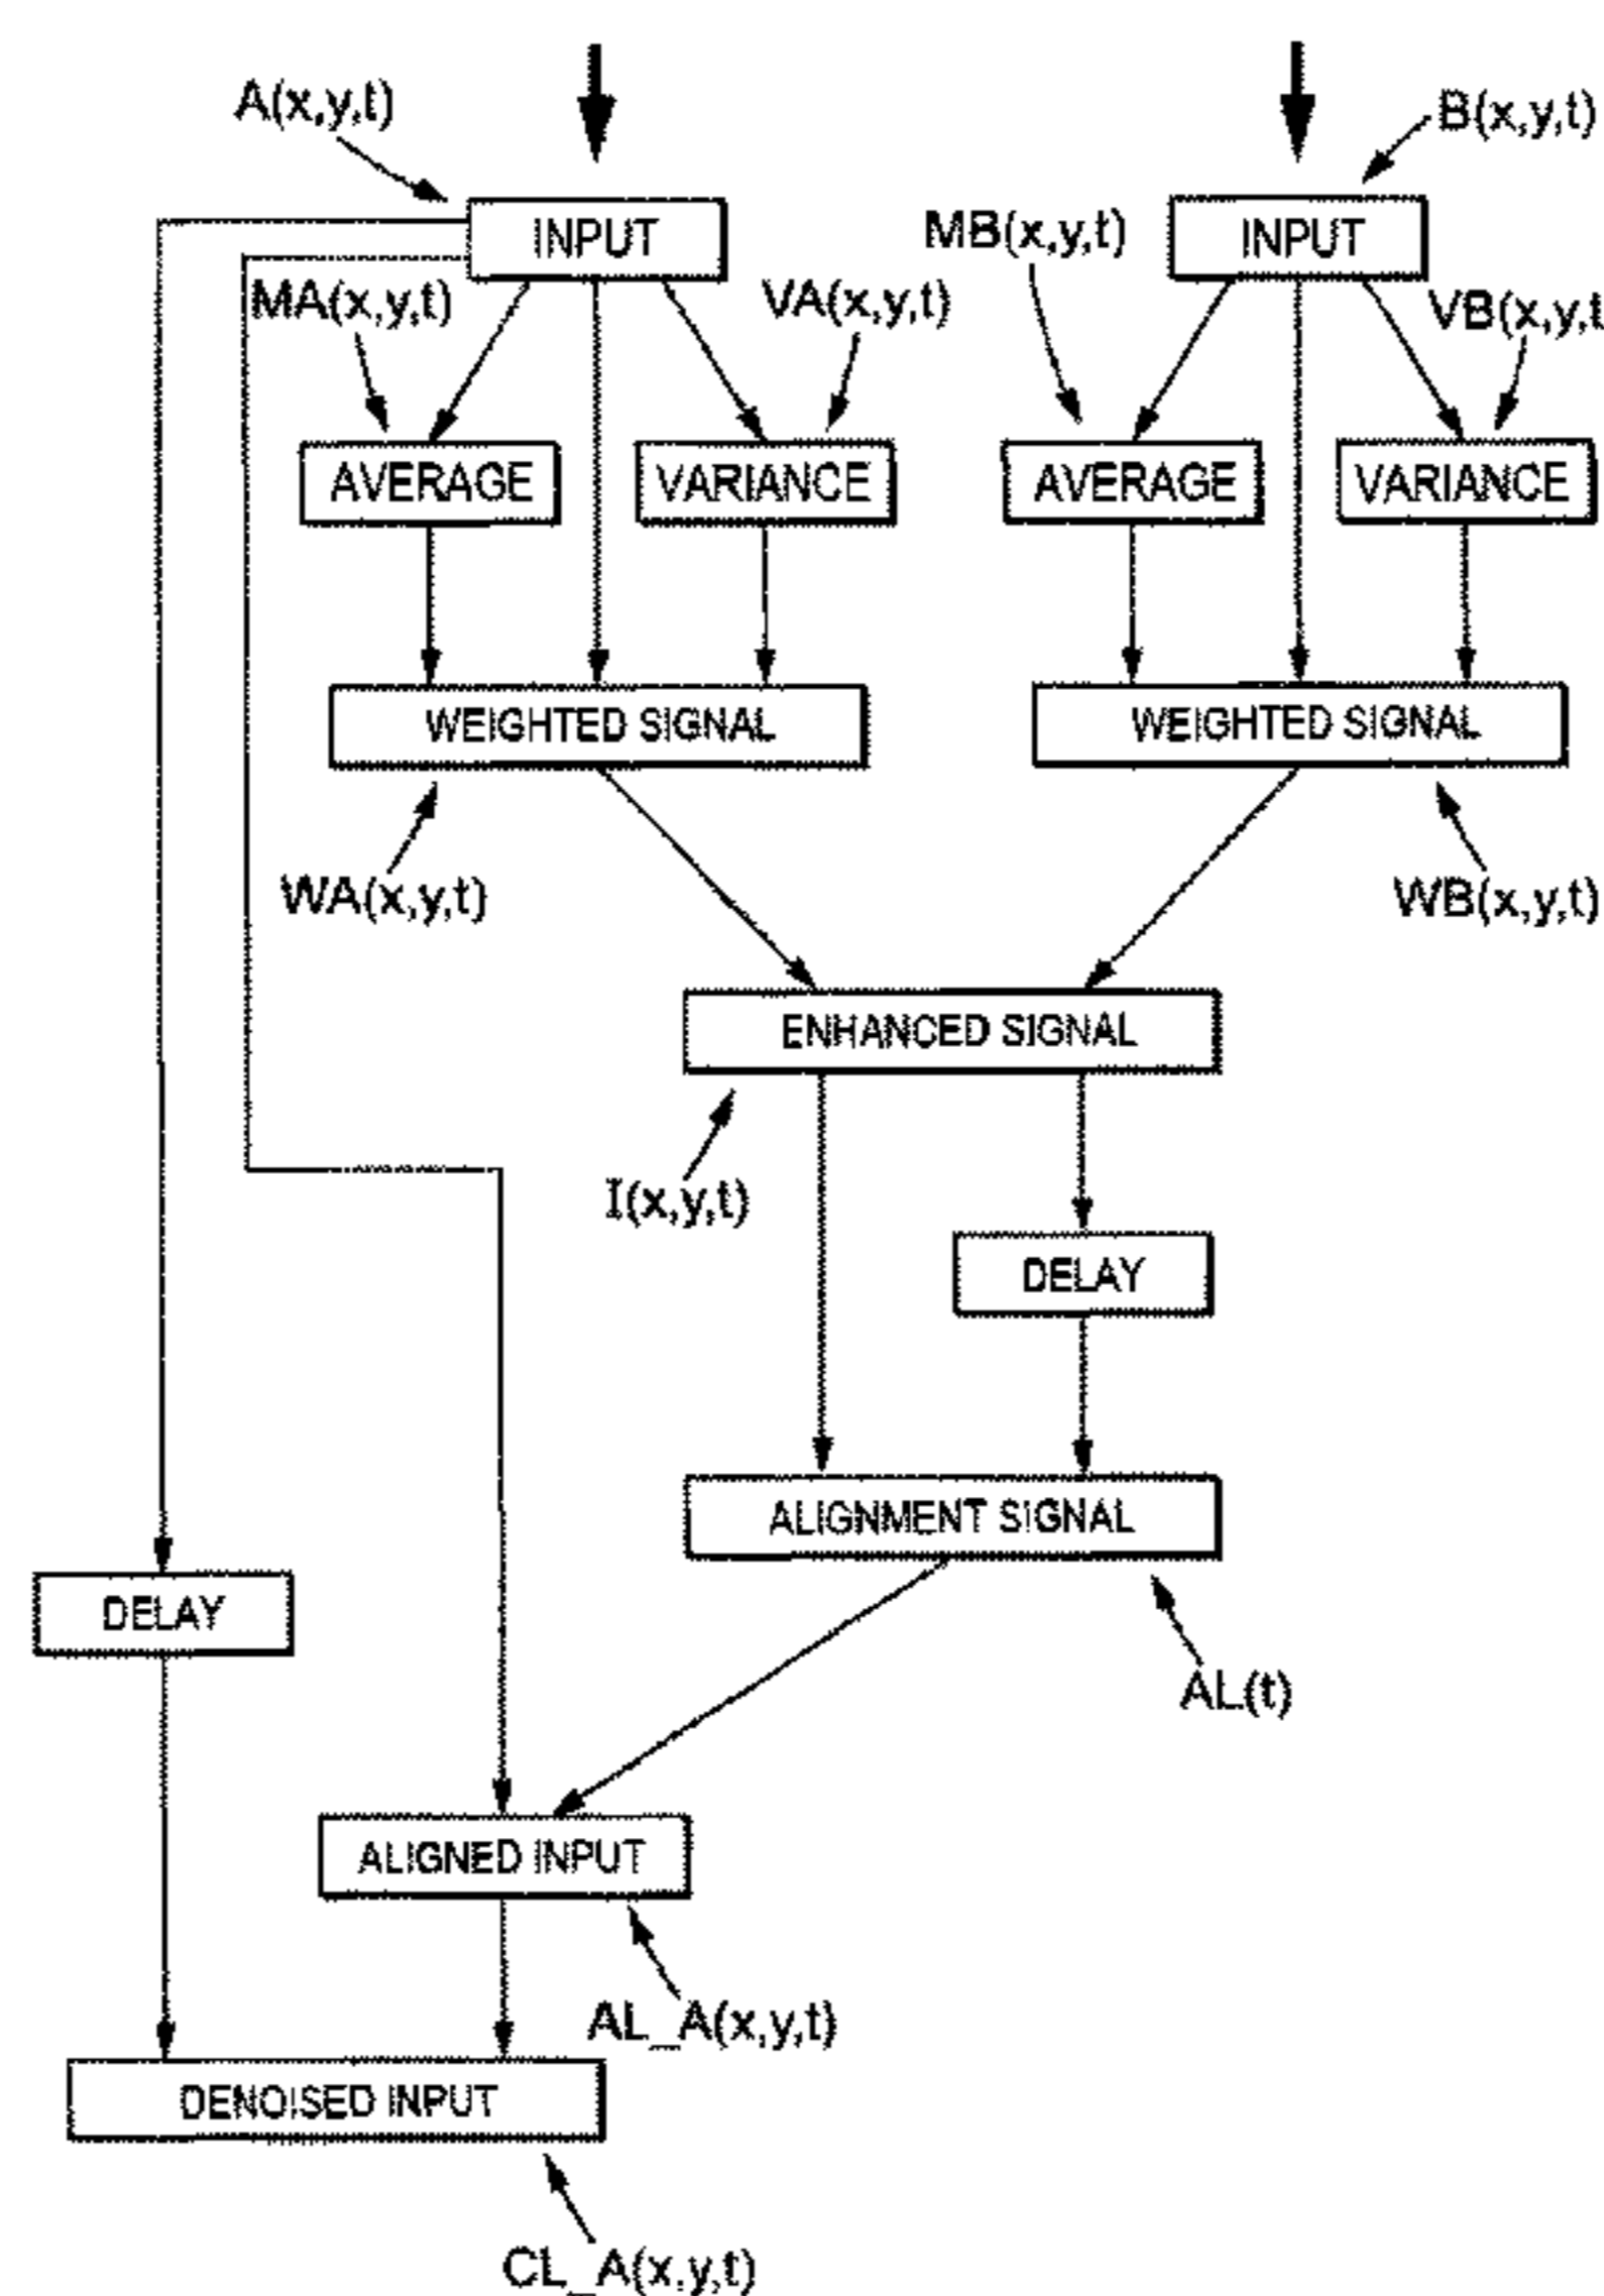 A(x,y,t)
B(x,y,t)
INPUT
MB(x,y,t)
INPUT
MA(x,y,t)
VA(x,y,t)
VB(x,y,t
AVERAGE
VARIANCE
AVERAGE
VARIANCE
WEIGHTED SIGNAL
WEIGHTED SIGNAL
WA(x,y,t)
WB(x,y,t)
ENHANCED SIGNAL
I(x,y,t)
DELAY
ALIGNMENT SIGNAL
DELAY
AL(t)
ALIGNED INPUT
AL_A(x,y,t)
DENOISED INPUT
CL_A(x,y,t)